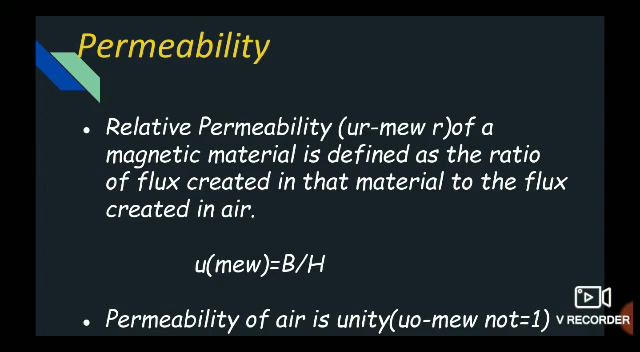 Permeability
• Relative Permeability (ur-mew r)of a
magnetic material is defined as the ratio
of flux created in that material to the flux
created in air.
u(mew)=B/H
• Permeability of air is unity(uo-mew not=1)
V RECORDER